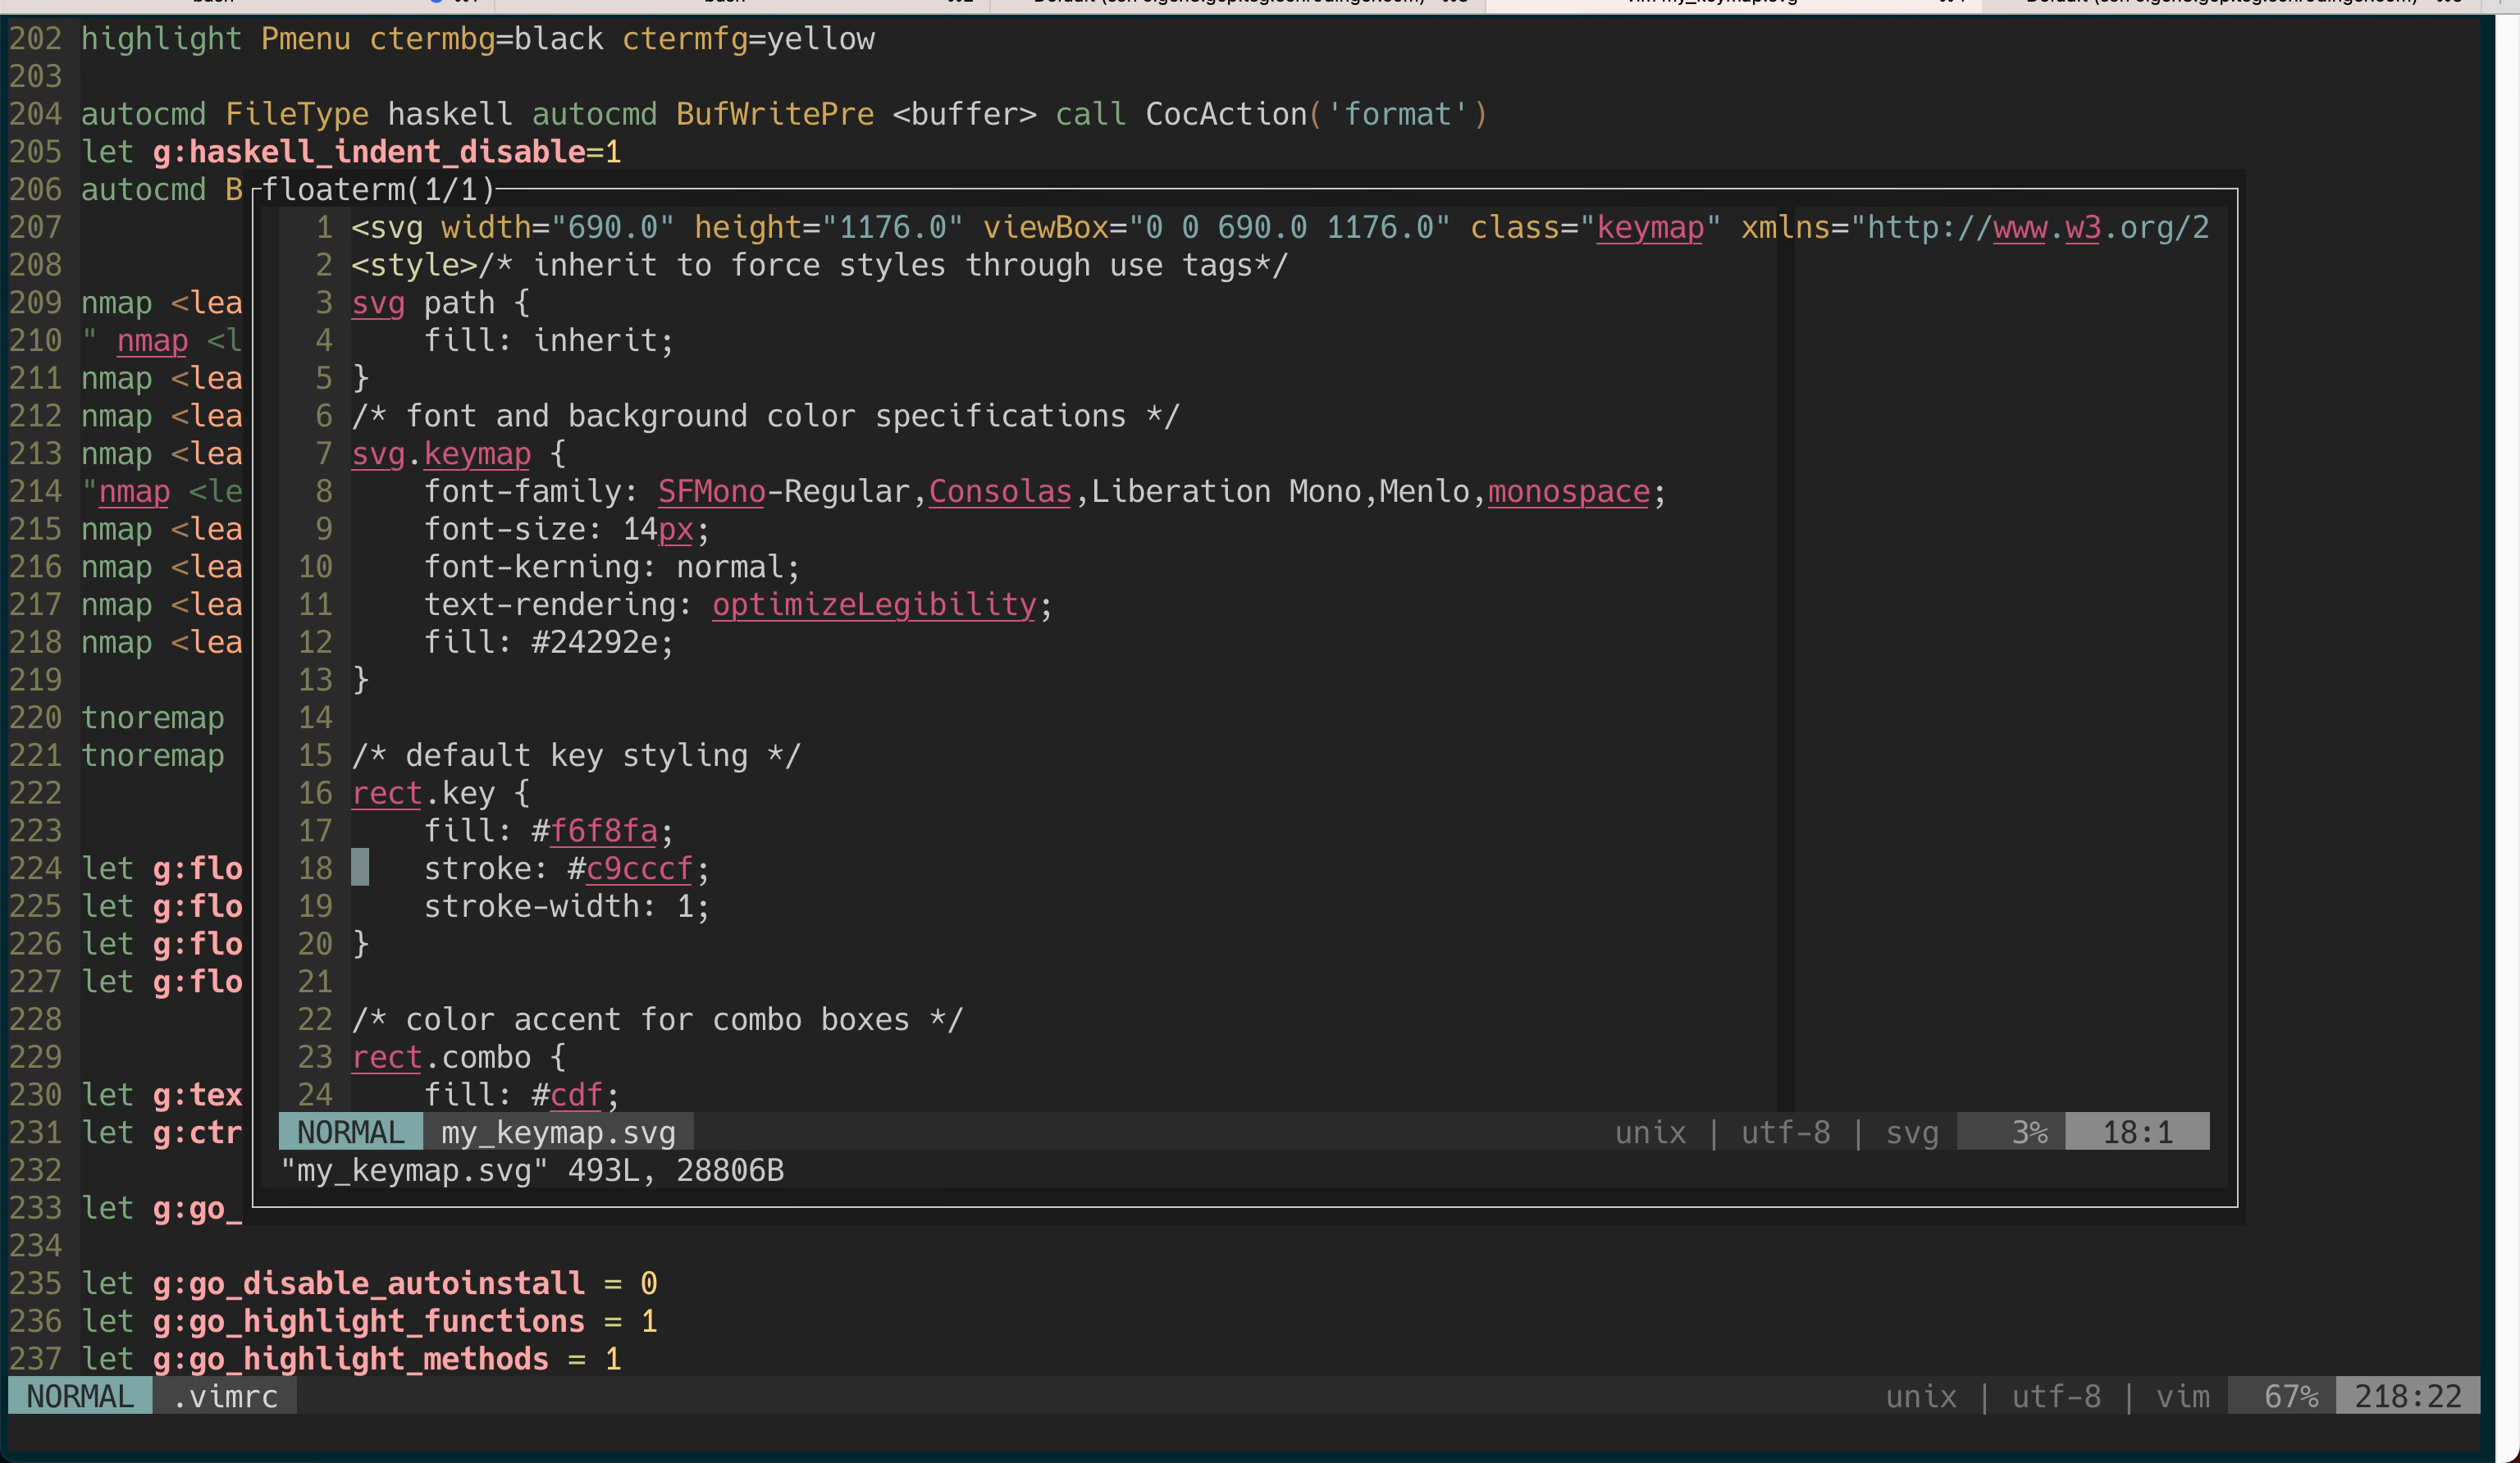 202 highlight Pmenu ctermbg=black ctermfg=yellow
203
204 autocmd FileType haskell autocmd BufWritePre <buffer> call CocAction('format')
205 let g:haskell_indent_disable=1
206 autocmd B
207
208
209 nmap <lea
210 " nmap <l
211 nmap <lea
212 nmap <lea
213 nmap <lea
214 "nmap <le
215 nmap <lea
216 nmap <lea
217 nmap <lea
218 nmap <lea
219
220 tnoremap
221 tnoremap
222
223
224 let g:flo
225 let g:flo
226 let g:flo
227 let g:flo
228
229
230 let g:tex
231 let g:ctr
232
233 let g:go_
234
235 let g:go_disable_autoinstall = 0
236 let g:go_highlight_functions = 1
237 let g:go_highlight_methods = 1
floaterm(1/1)
1 <svg width="690.0" height="1176.0" viewBox="0 0 690.0 1176.0" class="keymap" xmlns="http://www.w3.org/2
2 <style>/* inherit to force styles through use tags*/
3 svg path {
4     fill: inherit;
5 }
6 /* font and background color specifications */
7 svg.keymap {
8     font-family: SFMono-Regular,Consolas,Liberation Mono,Menlo,monospace;
9     font-size: 14px;
10     font-kerning: normal;
11     text-rendering: optimizeLegibility;
12     fill: #24292e;
13 }
14
15 /* default key styling */
16 rect.key {
17     fill: #f6f8fa;
18     stroke: #c9cccf;
19     stroke-width: 1;
20 }
21
22 /* color accent for combo boxes */
23 rect.combo {
24     fill: #cdf;
NORMAL my_keymap.svg unix | utf-8 | svg 3% 18:1
"my_keymap.svg" 493L, 28806B
NORMAL .vimrc unix | utf-8 | vim 67% 218:22